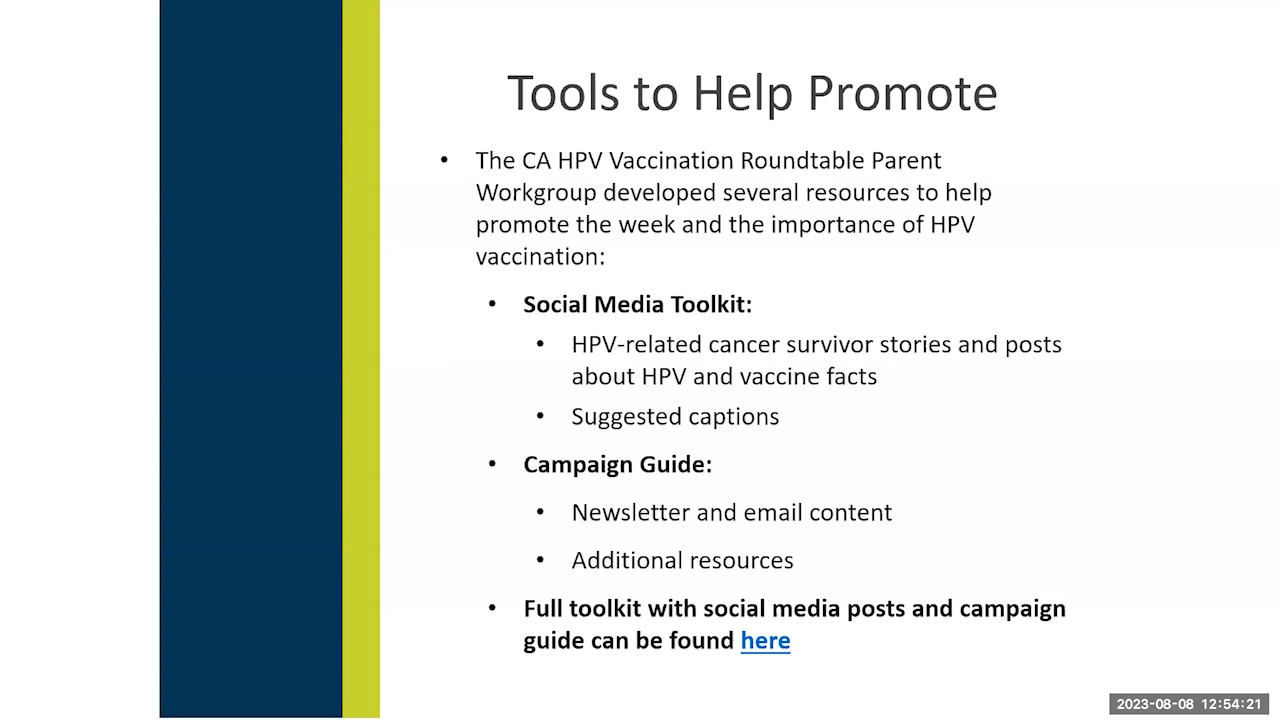 Tools to Help Promote
• The CA HPV Vaccination Roundtable Parent
Workgroup developed several resources to help
promote the week and the importance of HPV
vaccination:
• Social Media Toolkit:
• HPV-related cancer survivor stories and posts
about HPV and vaccine facts
• Suggested captions
• Campaign Guide:
• Newsletter and email content
• Additional resources
• Full toolkit with social media posts and campaign
guide can be found here
2023-08-08 12:54:21